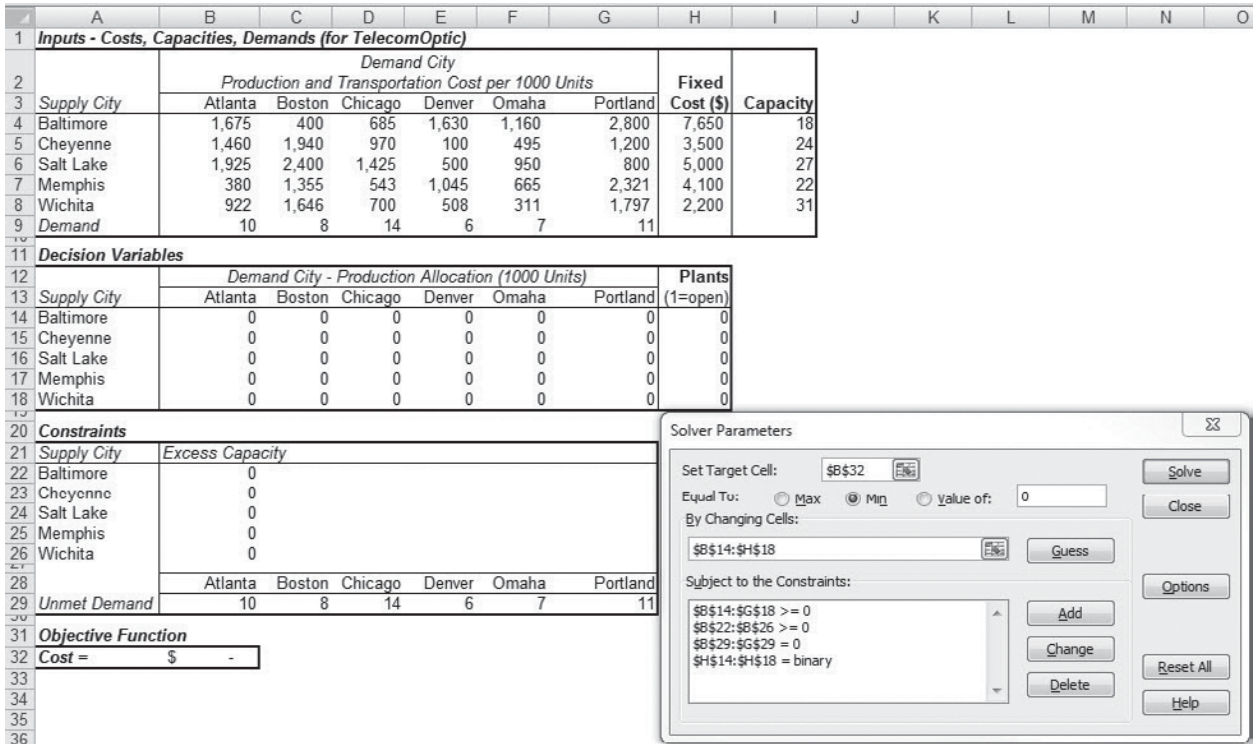 A B C D E F G H I J K L M N O
1 Inputs - Costs, Capacities, Demands (for TelecomOptic)
Demand City
2 Production and Transportation Cost per 1000 Units Fixed
3 Supply City Atlanta Boston Chicago Denver Omaha Portland Cost ($) Capacity
4 Baltimore 1,675 400 685 1,630 1,160 2,800 7,650 18
5 Cheyenne 1,460 1,940 970 100 495 1,200 3,500 24
6 Salt Lake 1,925 2,400 1,425 500 950 800 5,000 27
7 Memphis 380 1,355 543 1,045 665 2,321 4,100 22
8 Wichita 922 1,646 700 508 311 1,797 2,200 31
9 Demand 10 8 14 6 7 11
11 Decision Variables
12 Demand City - Production Allocation (1000 Units) Plants
13 Supply City Atlanta Boston Chicago Denver Omaha Portland (1=open)
14 Baltimore 0 0 0 0 0 0 0
15 Cheyenne 0 0 0 0 0 0 0
16 Salt Lake 0 0 0 0 0 0 0
17 Memphis 0 0 0 0 0 0 0
18 Wichita 0 0 0 0 0 0 0
20 Constraints
21 Supply City Excess Capacity
22 Baltimore 0
23 Cheyenne 0
24 Salt Lake 0
25 Memphis 0
26 Wichita 0
28 Atlanta Boston Chicago Denver Omaha Portland
29 Unmet Demand 10 8 14 6 7 11
31 Objective Function
32 Cost = $ -
33
34
35
36
Solver Parameters
Set Target Cell: $B$32 Solve
Equal To: Max Min Value of: 0 Close
By Changing Cells:
$B$14:$H$18 Guess
Subject to the Constraints: Options
$B$14:$G$18 >= 0 Add
$B$22:$B$26 >= 0
$B$29:$G$29 = 0 Change
$H$14:$H$18 = binary Reset All
Delete
Help